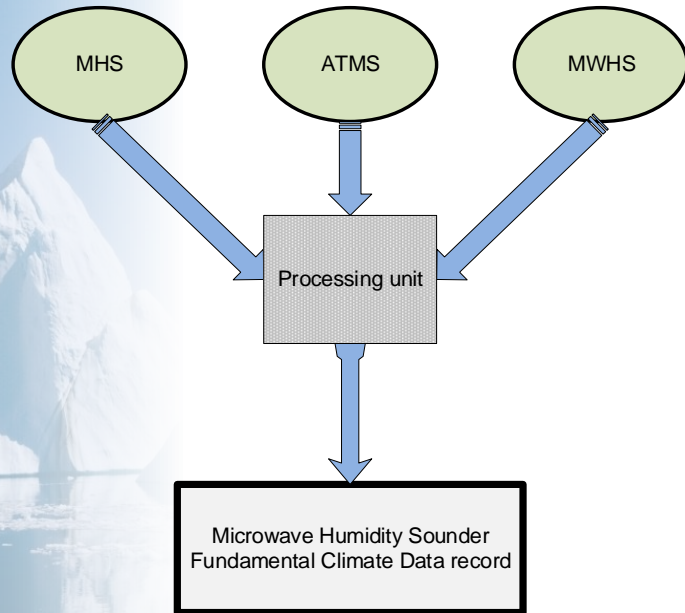 MHS
ATMS
MWHS
Processing unit
Microwave Humidity Sounder
Fundamental Climate Data record